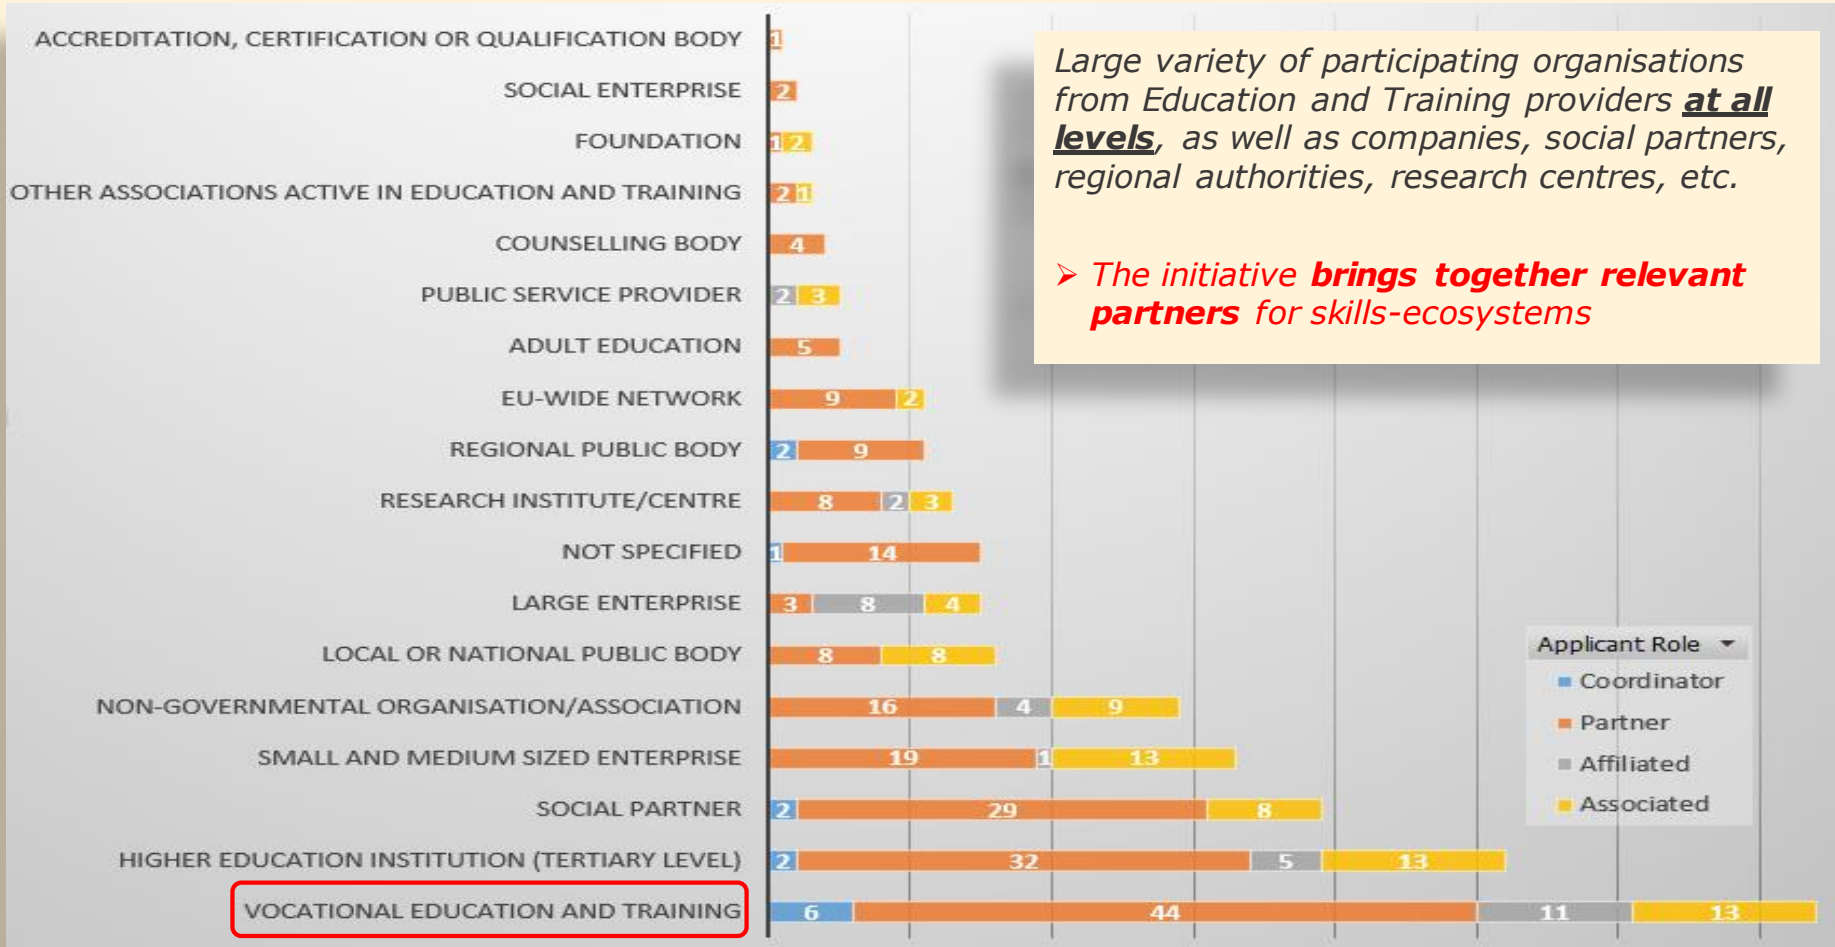 ACCREDITATION, CERTIFICATION OR QUALIFICATION BODY 1
SOCIAL ENTERPRISE 2
FOUNDATION 1 2
OTHER ASSOCIATIONS ACTIVE IN EDUCATION AND TRAINING 2 1
COUNSELLING BODY 4
PUBLIC SERVICE PROVIDER 2 3
ADULT EDUCATION 5
EU-WIDE NETWORK 9 2
REGIONAL PUBLIC BODY 2 9
RESEARCH INSTITUTE/CENTRE 8 2 3
NOT SPECIFIED 1 14
LARGE ENTERPRISE 3 8 4
LOCAL OR NATIONAL PUBLIC BODY 8 8
NON-GOVERNMENTAL ORGANISATION/ASSOCIATION 16 4 9
SMALL AND MEDIUM SIZED ENTERPRISE 19 1 13
SOCIAL PARTNER 2 29 8
HIGHER EDUCATION INSTITUTION (TERTIARY LEVEL) 2 32 5 13
VOCATIONAL EDUCATION AND TRAINING 6 44 11 13
Large variety of participating organisations
from Education and Training providers at all
levels, as well as companies, social partners,
regional authorities, research centres, etc.
➢ The initiative brings together relevant
partners for skills-ecosystems
Applicant Role
Coordinator
Partner
Affiliated
Associated